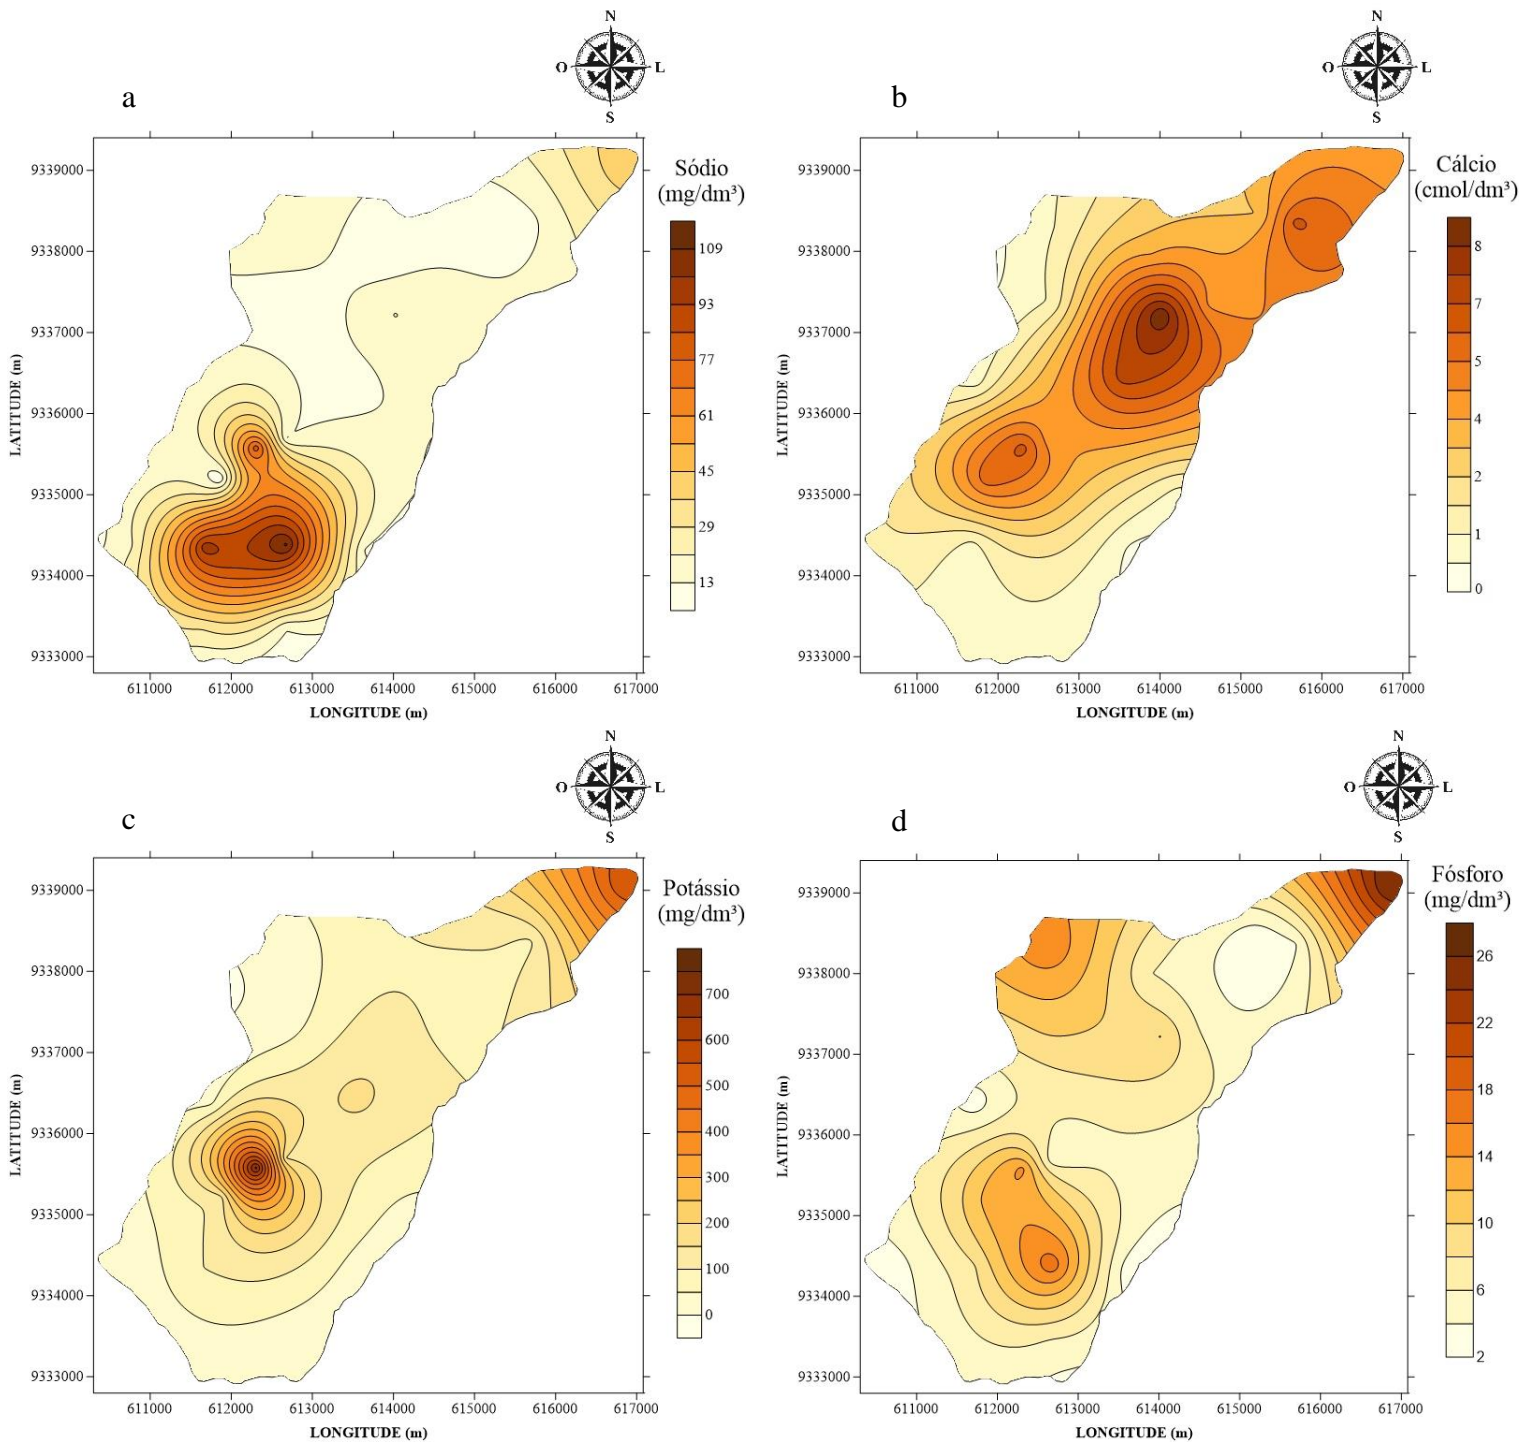 N
O L
S
a
Sódio
(mg/dm³)
109
93
77
61
45
29
13
9339000
9338000
9337000
9336000
9335000
9334000
9333000
LATITUDE (m)
611000 612000 613000 614000 615000 616000 617000
LONGITUDE (m)
N
O L
S
b
Cálcio
(cmol/dm³)
8
7
5
4
2
1
0
9339000
9338000
9337000
9336000
9335000
9334000
9333000
LATITUDE (m)
611000 612000 613000 614000 615000 616000 617000
LONGITUDE (m)
N
O L
S
c
Potássio
(mg/dm³)
700
600
500
400
300
200
100
0
9339000
9338000
9337000
9336000
9335000
9334000
9333000
LATITUDE (m)
611000 612000 613000 614000 615000 616000 617000
LONGITUDE (m)
N
O L
S
d
Fósforo
(mg/dm³)
26
22
18
14
10
6
2
9339000
9338000
9337000
9336000
9335000
9334000
9333000
LATITUDE (m)
611000 612000 613000 614000 615000 616000 617000
LONGITUDE (m)